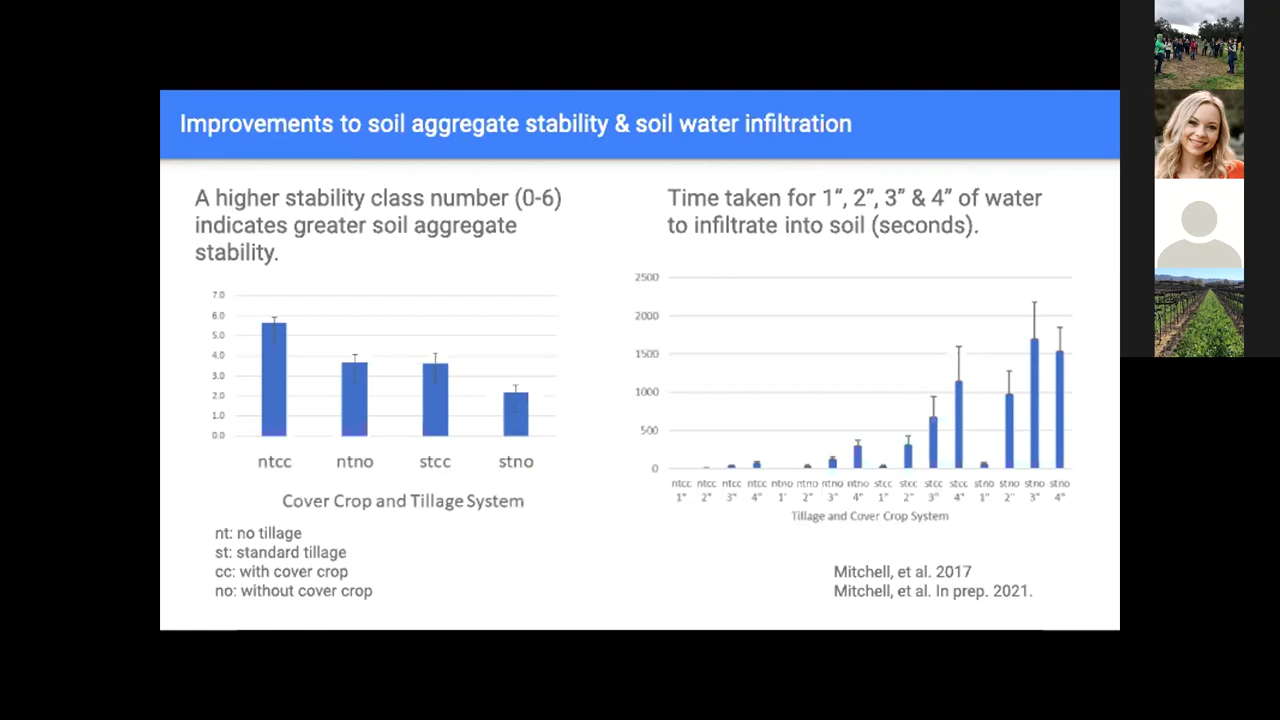 Improvements to soil aggregate stability & soil water infiltration
A higher stability class number (0-6)
indicates greater soil aggregate
stability.
7.0
6.0
5.0
4.0
3.0
2.0
1.0
0.0
ntcc ntno stcc stno
Cover Crop and Tillage System
nt: no tillage
st: standard tillage
cc: with cover crop
no: without cover crop
Time taken for 1”, 2”, 3” & 4” of water
to infiltrate into soil (seconds).
2500
2000
1500
1000
500
0
ntcc ntcc ntcc ntcc ntno ntno ntno ntno stcc stcc stcc stcc stno stno stno stno
1" 2" 3" 4" 1" 2" 3" 4" 1" 2" 3" 4" 1" 2" 3" 4"
Tillage and Cover Crop System
Mitchell, et al. 2017
Mitchell, et al. In prep. 2021.